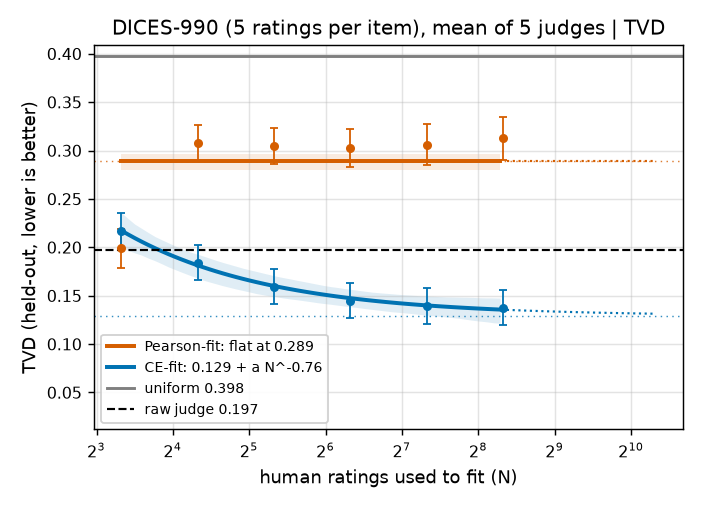 DICES-990 (5 ratings per item), mean of 5 judges | TVD
TVD (held-out, lower is better)
0.40
0.35
0.30
0.25
0.20
0.15
0.10
0.05
Pearson-fit: flat at 0.289
CE-fit: 0.129 + a N^-0.76
uniform 0.398
raw judge 0.197
2^3 2^4 2^5 2^6 2^7 2^8 2^9 2^10
human ratings used to fit (N)